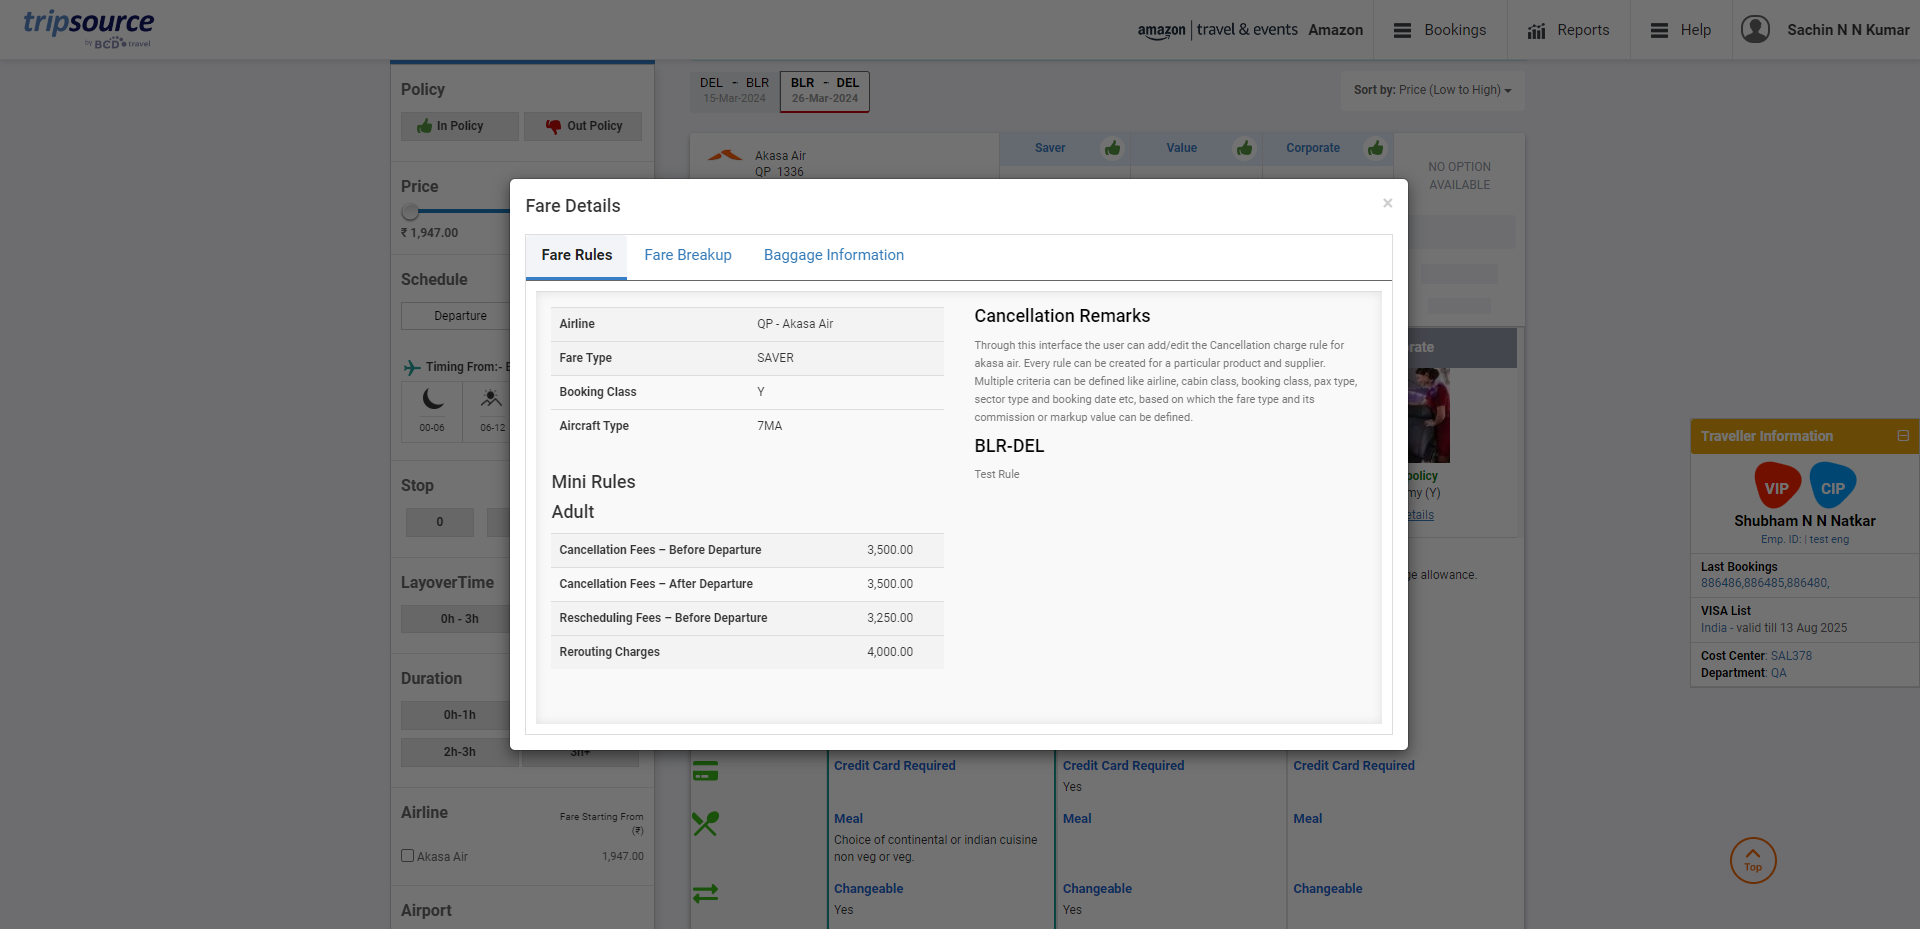 tripsource
by BCD travel
amazon | travel & events Amazon
Bookings
Reports
Help
Sachin N N Kumar
Policy
In Policy
Out Policy
Price
₹ 1,947.00
Schedule
Departure
Timing From:-
00-06
06-12
Stop
0
LayoverTime
0h - 3h
Duration
0h-1h
2h-3h
3h+
Airline
Fare Starting From
(₹)
Akasa Air
1,947.00
Airport
DEL - BLR
15-Mar-2024
BLR - DEL
26-Mar-2024
Sort by: Price (Low to High)
Akasa Air
QP 1336
Saver
Value
Corporate
NO OPTION
AVAILABLE
Fare Details
×
Fare Rules
Fare Breakup
Baggage Information
Airline QP - Akasa Air
Fare Type SAVER
Booking Class Y
Aircraft Type 7MA
Mini Rules
Adult
Cancellation Fees – Before Departure 3,500.00
Cancellation Fees – After Departure 3,500.00
Rescheduling Fees – Before Departure 3,250.00
Rerouting Charges 4,000.00
Cancellation Remarks
Through this interface the user can add/edit the Cancellation charge rule for
akasa air. Every rule can be created for a particular product and supplier.
Multiple criteria can be defined like airline, cabin class, booking class, pax type,
sector type and booking date etc, based on which the fare type and its
commission or markup value can be defined.
BLR-DEL
Test Rule
rate
policy
my (Y)
etails
ge allowance.
Credit Card Required
Credit Card Required
Yes
Credit Card Required
Meal
Choice of continental or indian cuisine
non veg or veg.
Meal
Meal
Changeable
Yes
Changeable
Yes
Changeable
Traveller Information
VIP
CIP
Shubham N N Natkar
Emp. ID: | test eng
Last Bookings
886486,886485,886480,
VISA List
India - valid till 13 Aug 2025
Cost Center: SAL378
Department: QA
Top